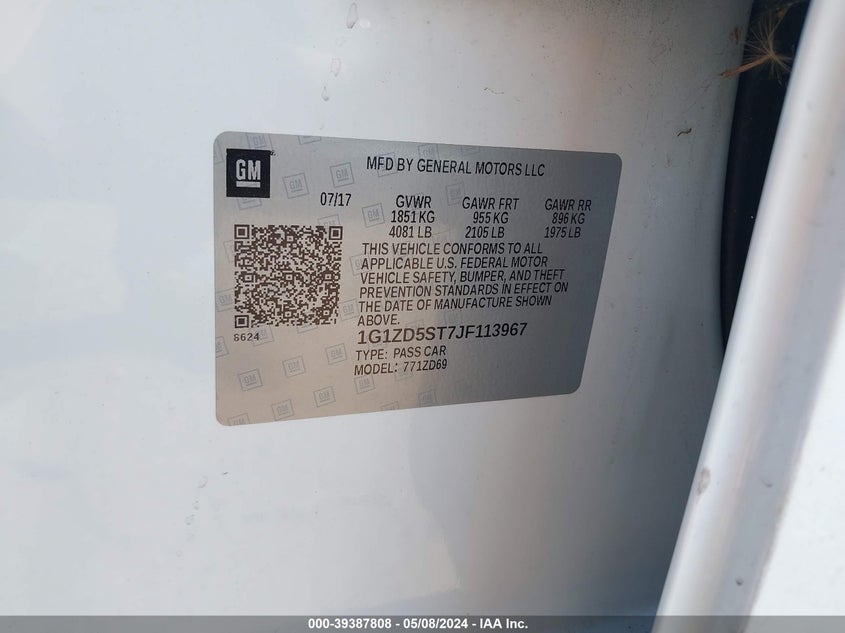 GM
MFD BY GENERAL MOTORS LLC
07/17 GVWR GAWR FRT GAWR RR
1851 KG 955 KG 896 KG
4081 LB 2105 LB 1975 LB
THIS VEHICLE CONFORMS TO ALL
APPLICABLE U.S. FEDERAL MOTOR
VEHICLE SAFETY, BUMPER, AND THEFT
PREVENTION STANDARDS IN EFFECT ON
THE DATE OF MANUFACTURE SHOWN
ABOVE.
8624
1G1ZD5ST7JF113967
TYPE: PASS CAR
MODEL: 771ZD69
000-39387808 - 05/08/2024 - IAAI.COM